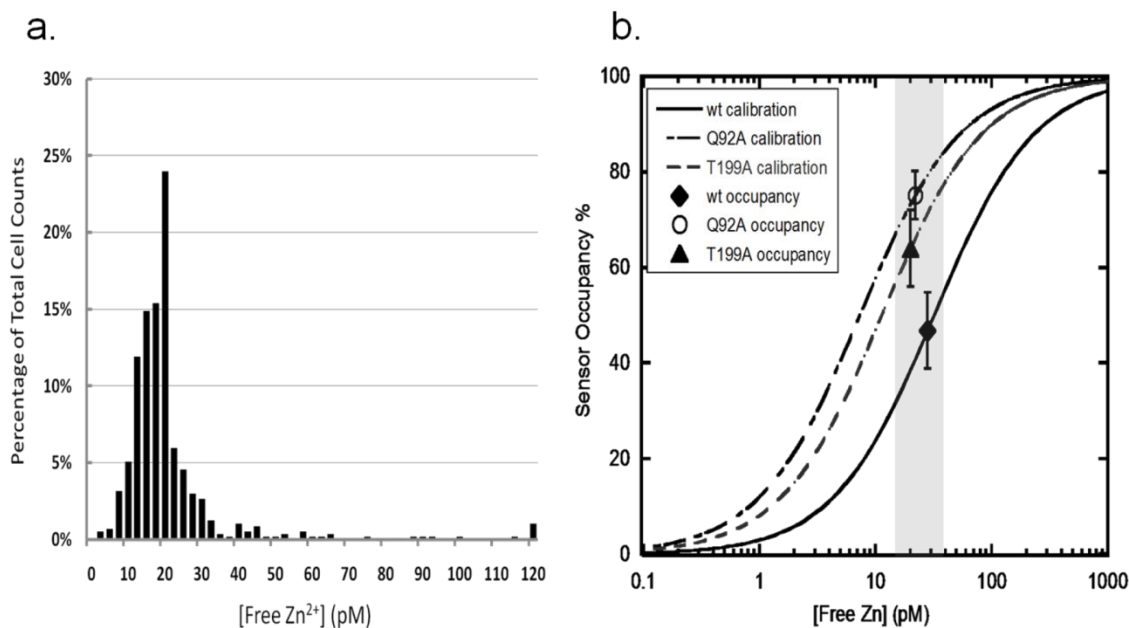 a.
30%
25%
20%
15%
10%
5%
0%
Percentage of Total Cell Counts
0 10 20 30 40 50 60 70 80 90 100 110 120
[Free Zn²⁺] (pM)
b.
100
80
60
40
20
0
Sensor Occupancy %
wt calibration
Q92A calibration
T199A calibration
wt occupancy
Q92A occupancy
T199A occupancy
0.1 1 10 100 1000
[Free Zn] (pM)